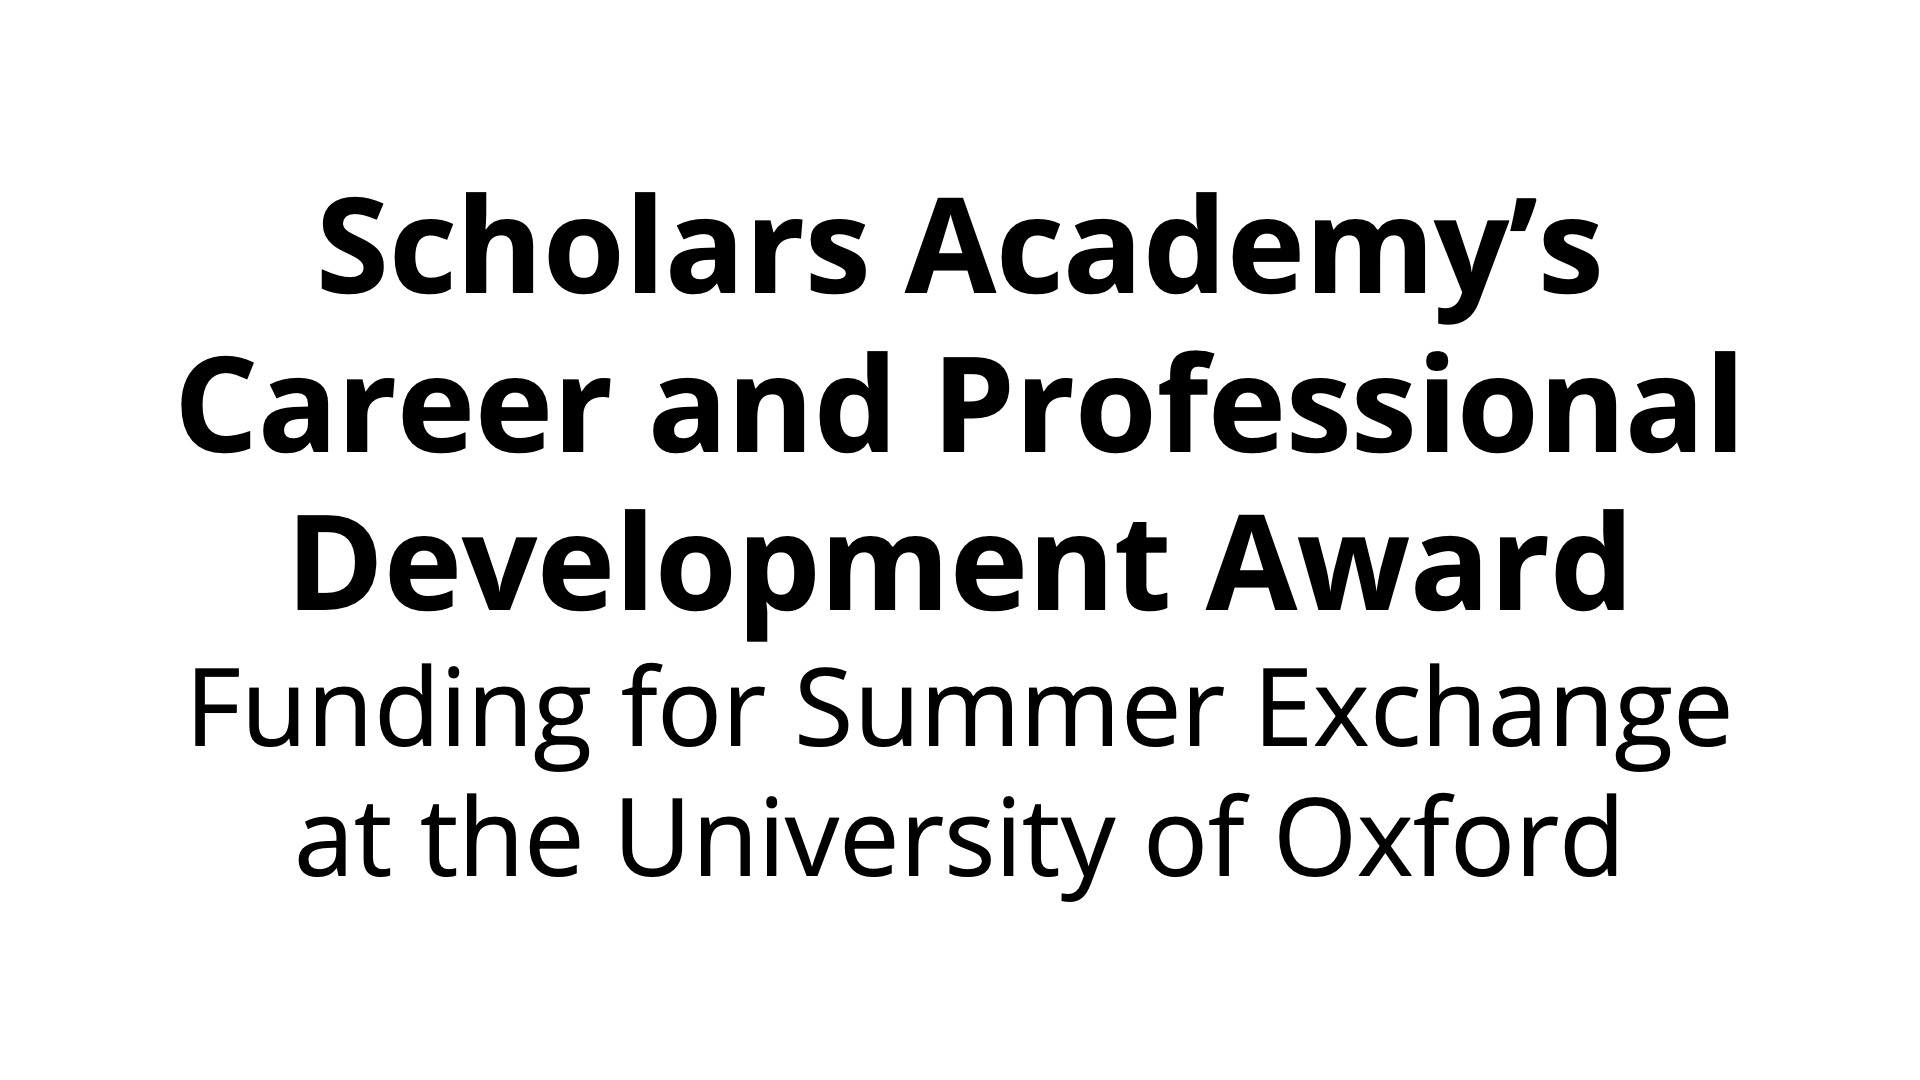 Scholars Academy’s
Career and Professional
Development Award
Funding for Summer Exchange
at the University of Oxford